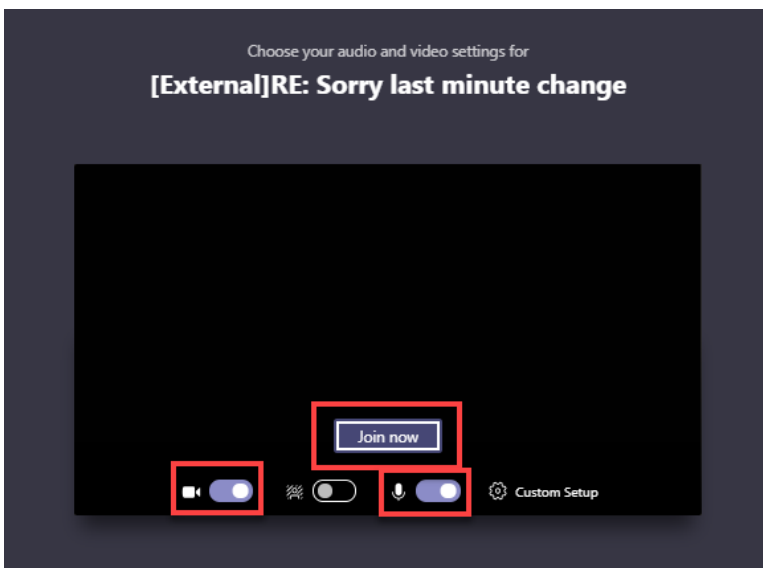 Choose your audio and video settings for
[External]RE: Sorry last minute change
Join now
Custom Setup